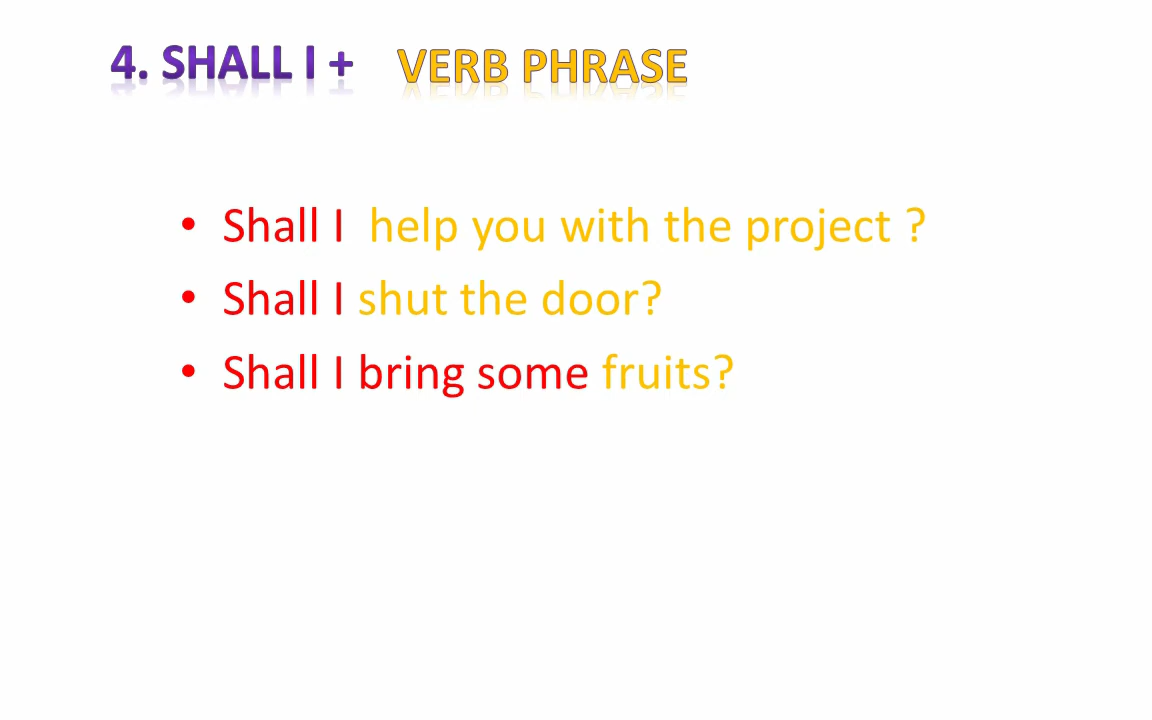 4. SHALL I + VERB PHRASE
• Shall I  help you with the project ?
• Shall I shut the door?
• Shall I bring some fruits?